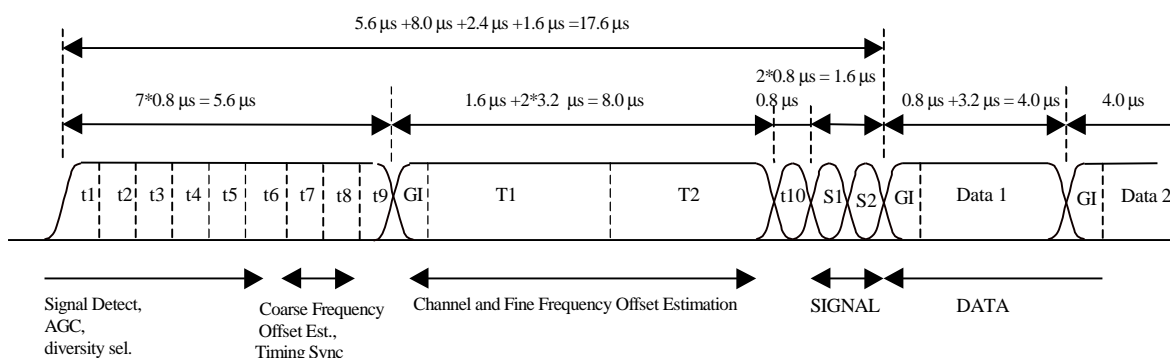 5.6 µs +8.0 µs +2.4 µs +1.6 µs =17.6 µs
2*0.8 µs = 1.6 µs
7*0.8 µs = 5.6 µs
1.6 µs +2*3.2 µs = 8.0 µs
0.8 µs
0.8 µs +3.2 µs = 4.0 µs
4.0 µs
t1 t2 t3 t4 t5 t6 t7 t8 t9 GI T1 T2 t10 S1 S2 GI Data 1 GI Data 2
Signal Detect,
AGC,
diversity sel.
Coarse Frequency
Offset Est.,
Timing Sync
Channel and Fine Frequency Offset Estimation
SIGNAL
DATA